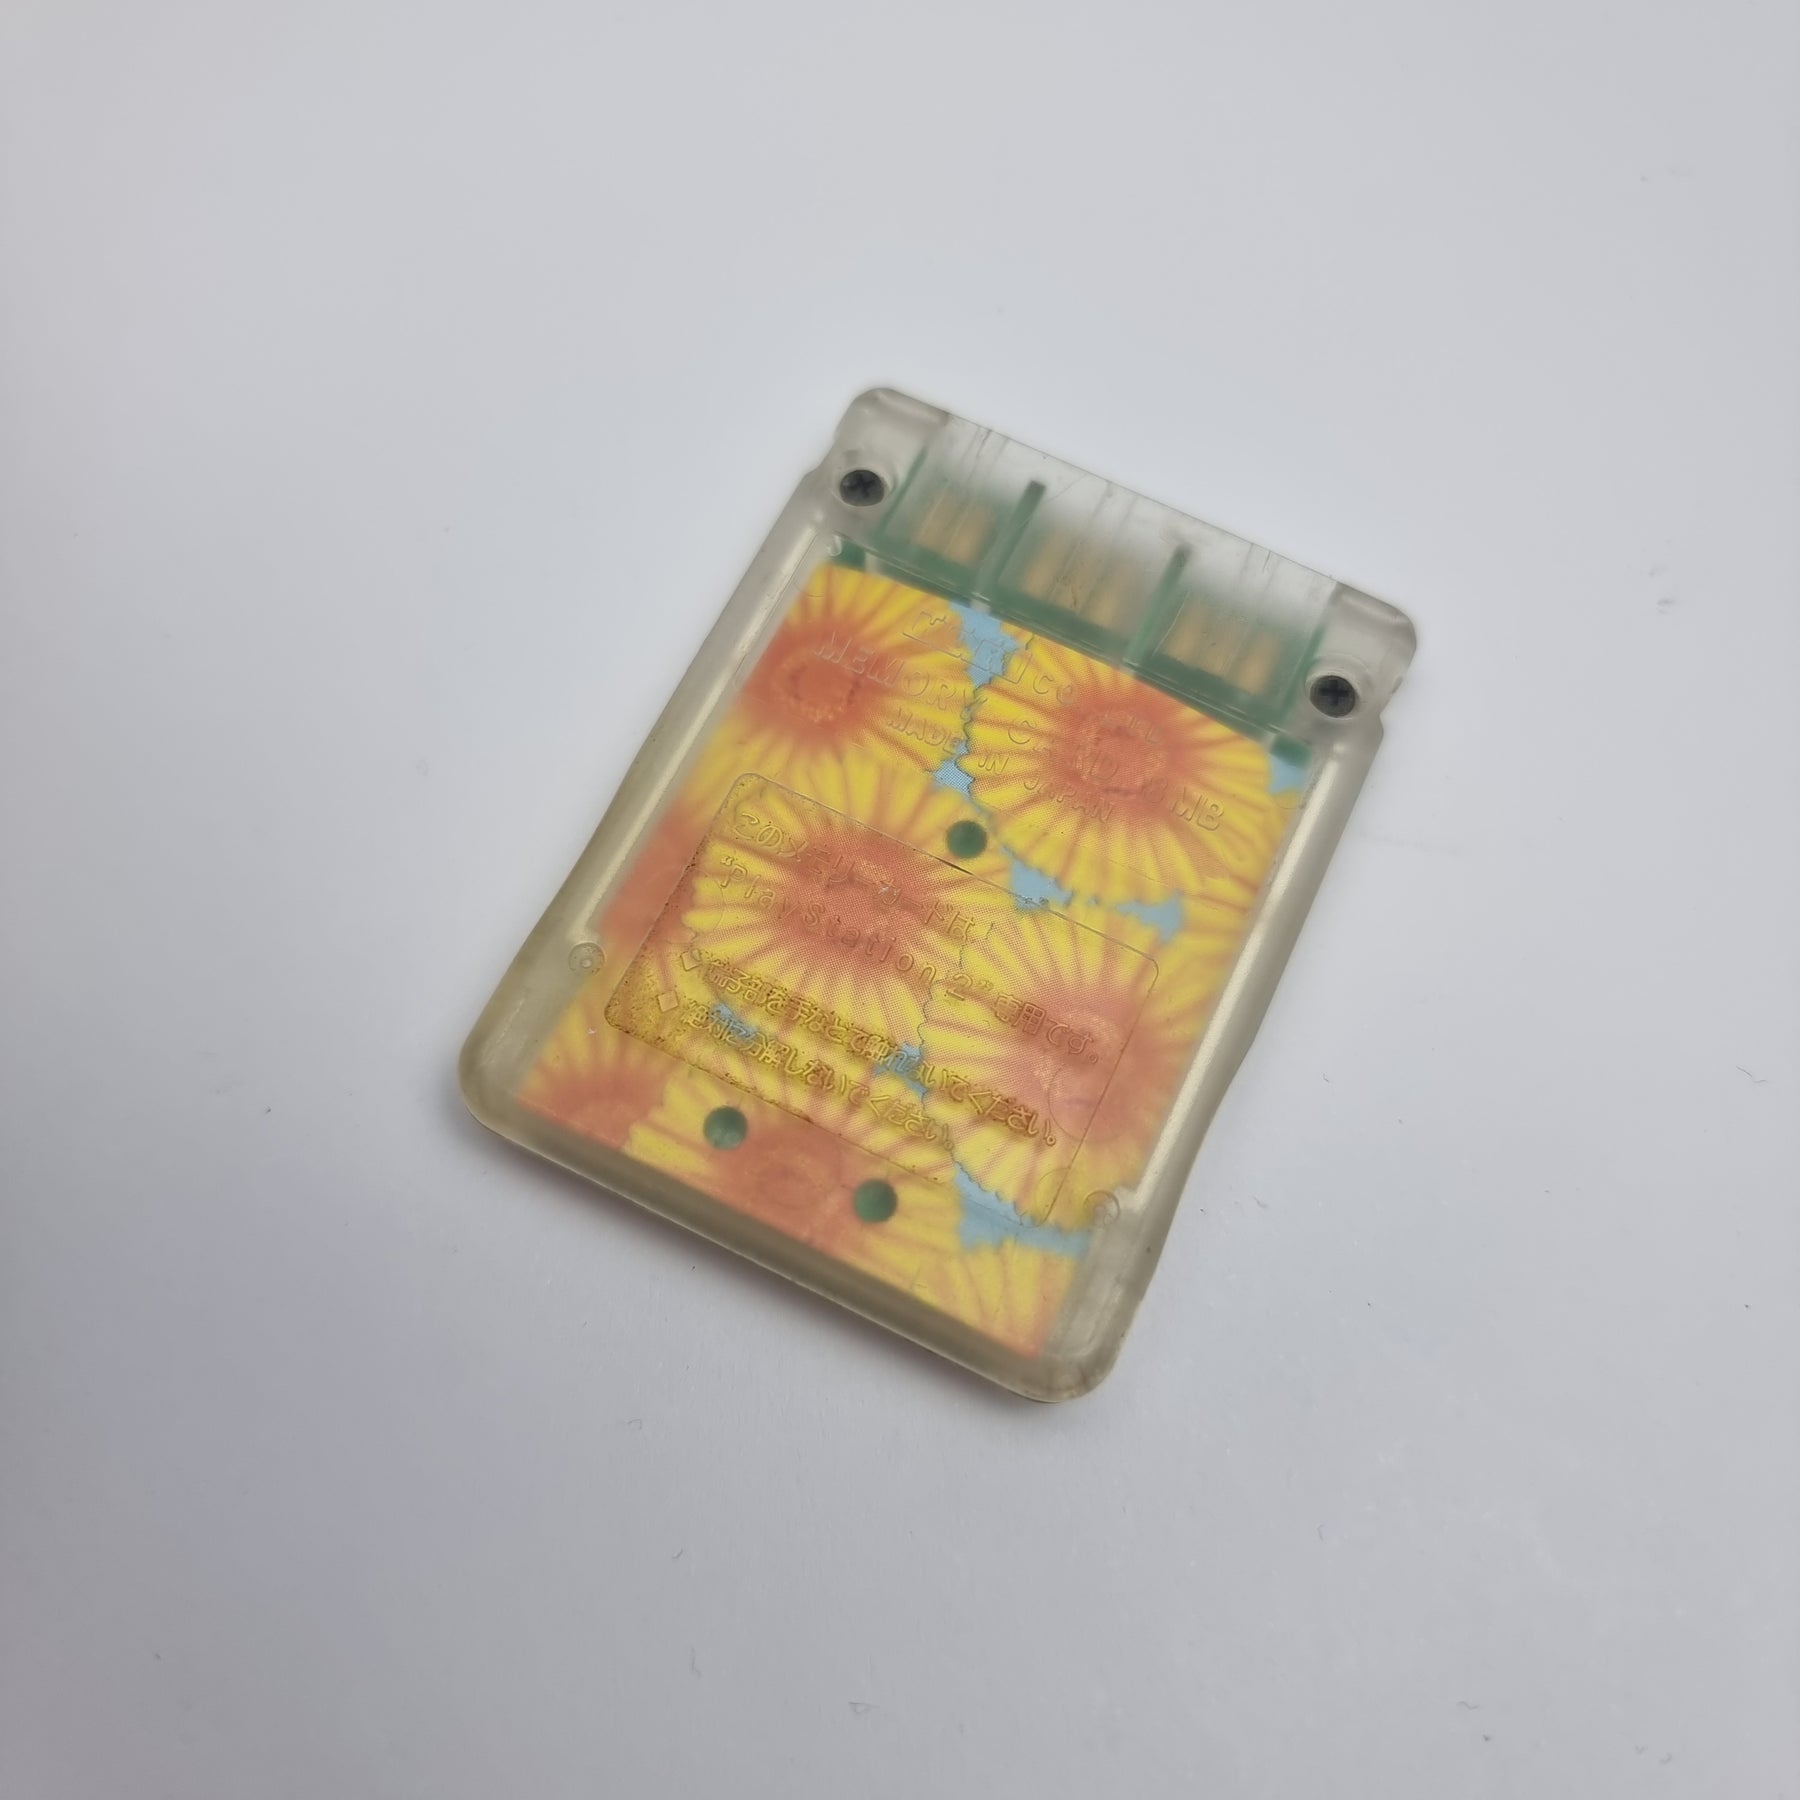 MEMORY CARD 8MB
MADE IN JAPAN
このメモリーカードは、
"PlayStation 2"専用です。
◇端子部を手などで触れないでください。
◇絶対に分解しないでください。